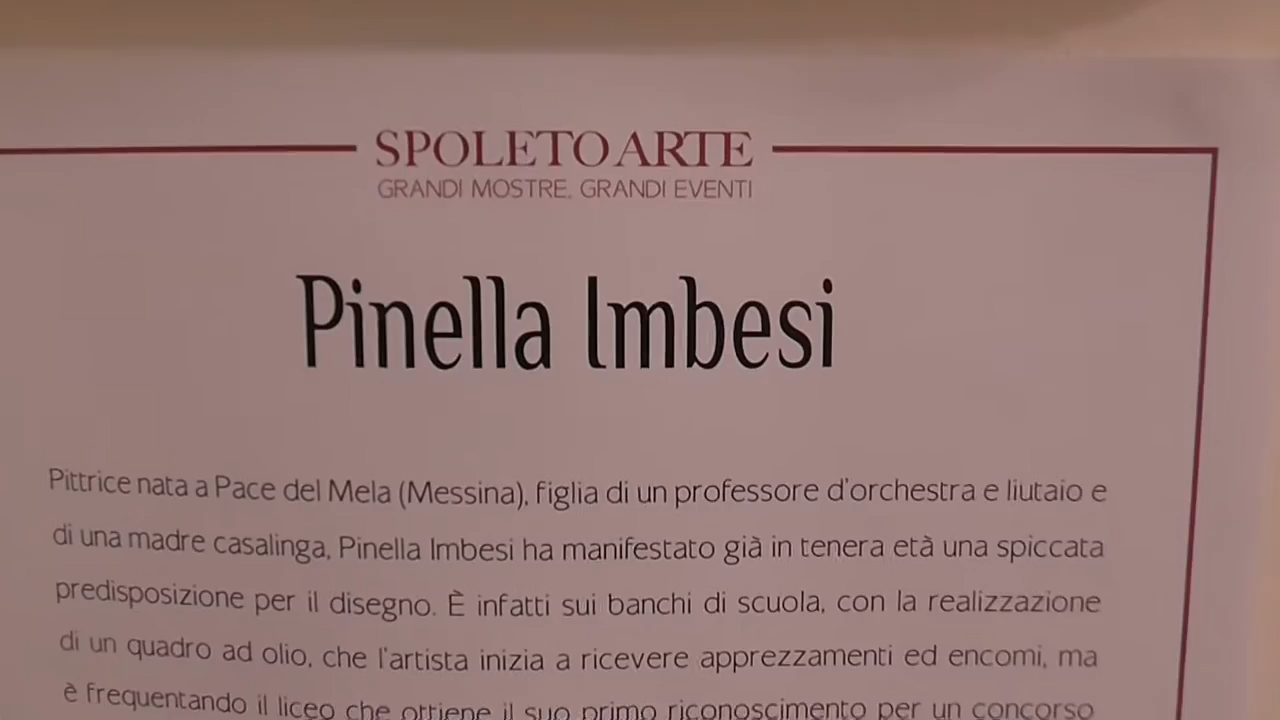 SPOLETO ARTE
GRANDI MOSTRE, GRANDI EVENTI
Pinella Imbesi
Pittrice nata a Pace del Mela (Messina), figlia di un professore d'orchestra e liutaio e
di una madre casalinga, Pinella Imbesi ha manifestato già in tenera età una spiccata
predisposizione per il disegno. È infatti sui banchi di scuola, con la realizzazione
di un quadro ad olio, che l'artista inizia a ricevere apprezzamenti ed encomi, ma
è frequentando il liceo che ottiene il suo primo riconoscimento per un concorso